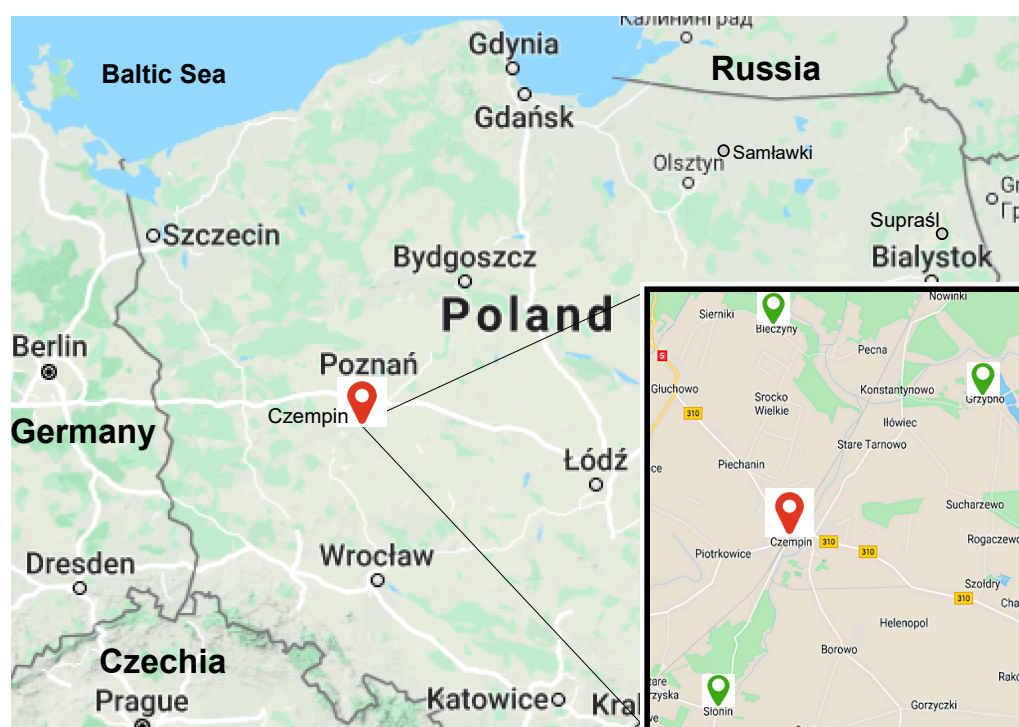 Калининград
Gdynia
Baltic Sea
Russia
Gdańsk
Samławki
Olsztyn
Supraśl
Szczecin
Bialystok
Bydgoszcz
Poland
Berlin
Poznań
Czempin
Germany
Łódź
Wrocław
Dresden
Czechia
Katowice
Prague
Nowinki
Sierniki
Bieczyny
Pecna
S
Głuchowo
Srocko
Wielkie
Konstantynowo
Grzybno
310
Iłówiec
Stare Tarnowo
Piechanin
Sucharzewo
Czempin
310
Rogaczewo
Piotrkowice
310
Szołdry
310
Helenopol
Borowo
Słonin
Gorzyczki